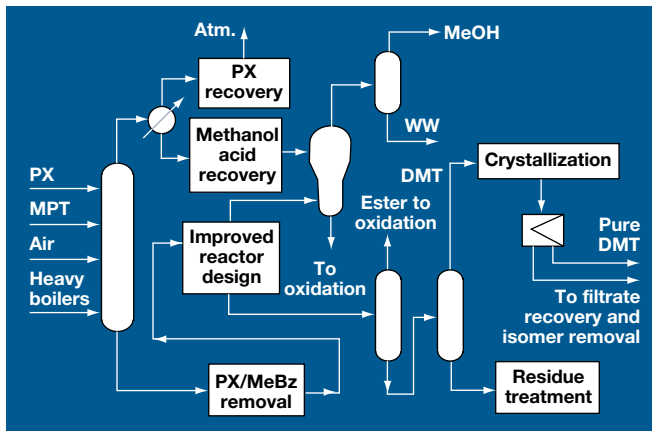 Atm.
MeOH
PX
recovery
Methanol
acid
recovery
WW
DMT
Crystallization
PX
MPT
Air
Heavy
boilers
Ester to
oxidation
Improved
reactor
design
To
oxidation
Pure
DMT
To filtrate
recovery and
isomer removal
PX/MeBz
removal
Residue
treatment